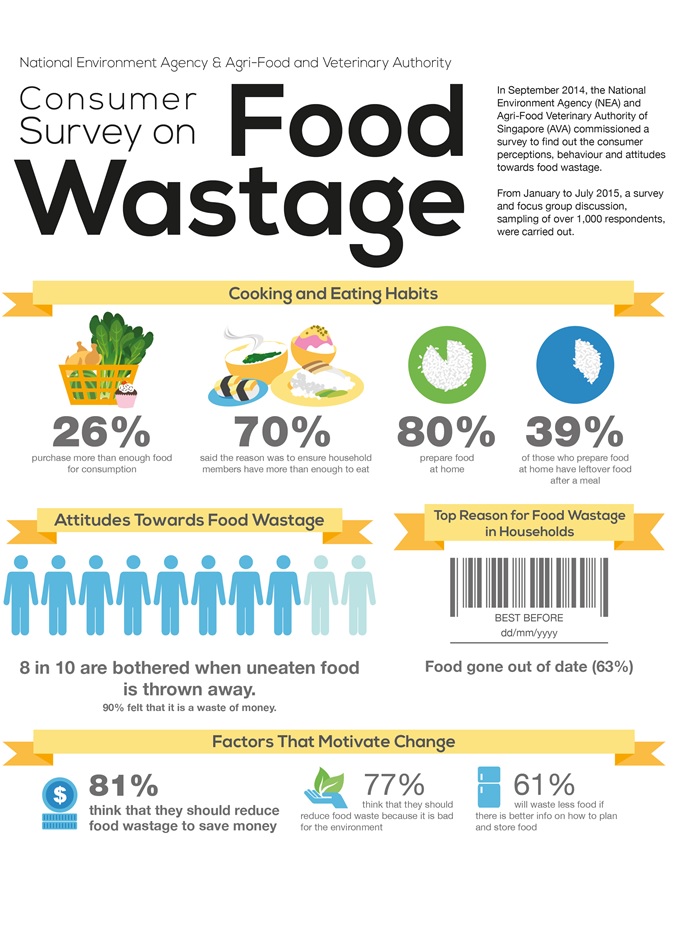 National Environment Agency & Agri-Food and Veterinary Authority
Consumer
Survey on Food
Wastage
In September 2014, the National
Environment Agency (NEA) and
Agri-Food Veterinary Authority of
Singapore (AVA) commissioned a
survey to find out the consumer
perceptions, behaviour and attitudes
towards food wastage.
From January to July 2015, a survey
and focus group discussion,
sampling of over 1,000 respondents,
were carried out.
Cooking and Eating Habits
26%
purchase more than enough food
for consumption
70%
said the reason was to ensure household
members have more than enough to eat
80%
prepare food
at home
39%
of those who prepare food
at home have leftover food
after a meal
Attitudes Towards Food Wastage
8 in 10 are bothered when uneaten food
is thrown away.
90% felt that it is a waste of money.
Top Reason for Food Wastage
in Households
BEST BEFORE
dd/mm/yyyy
Food gone out of date (63%)
Factors That Motivate Change
$
81%
think that they should reduce
food wastage to save money
77%
think that they should
reduce food waste because it is bad
for the environment
61%
will waste less food if
there is better info on how to plan
and store food